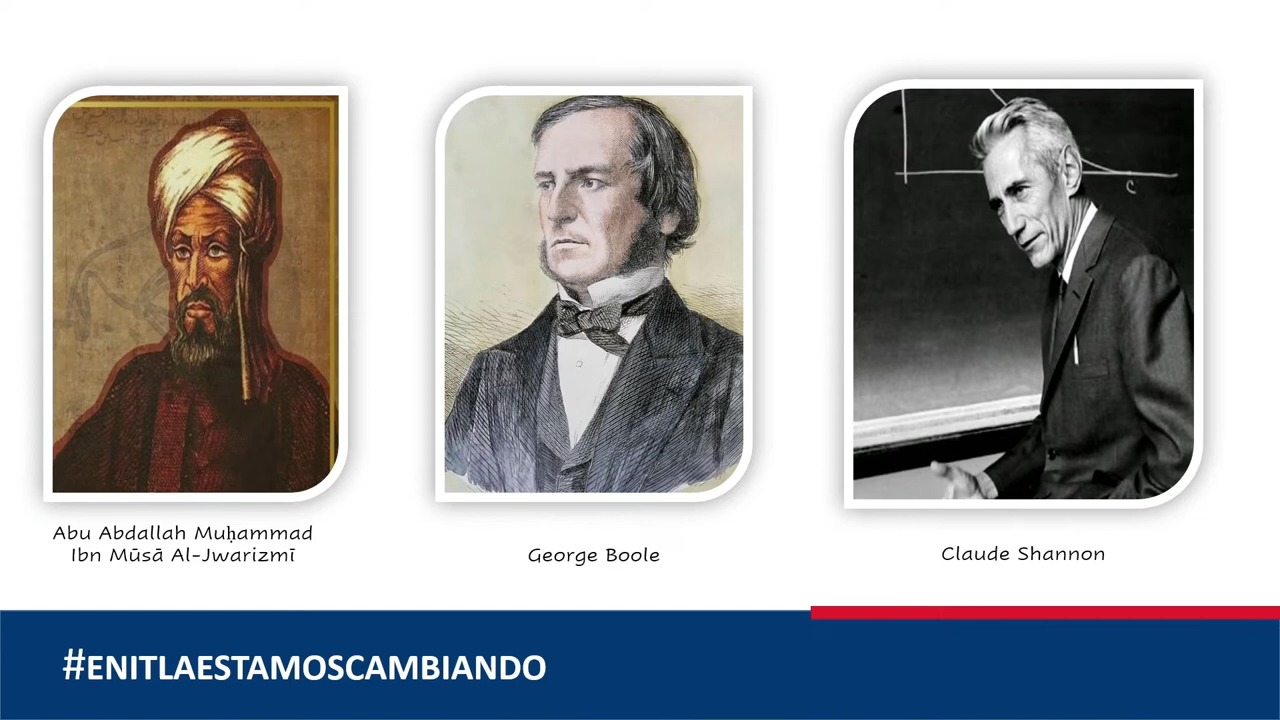 Abu Abdallah Muḥammad
Ibn Mūsā Al-Jwarizmī
George Boole
Claude Shannon
c
#ENITLAESTAMOSCAMBIANDO